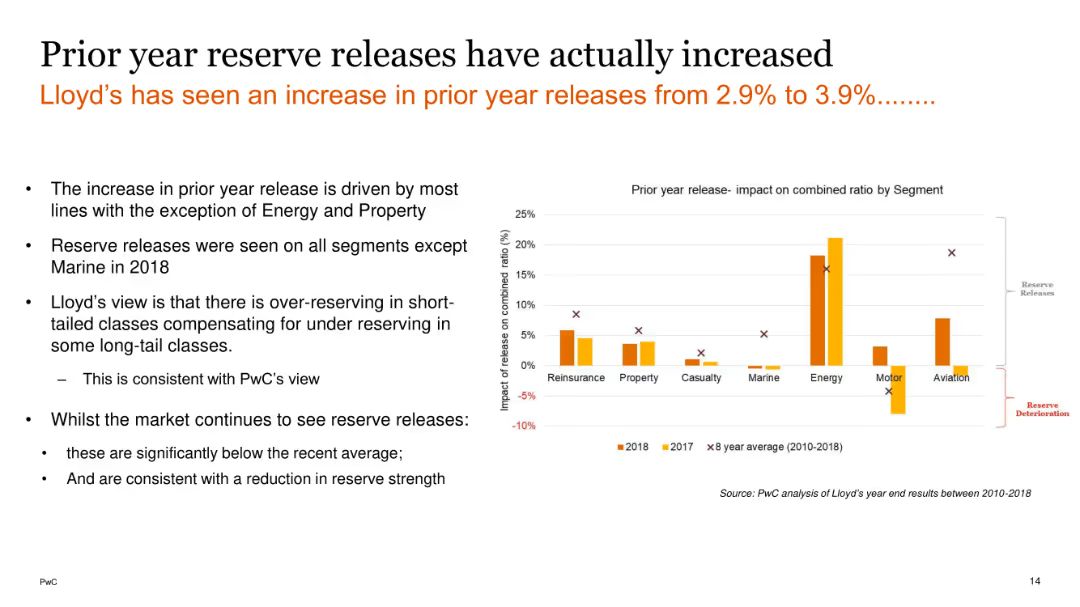 Prior year reserve releases have actually increased
Lloyd's has seen an increase in prior year releases from 2.9% to 3.9%........
• The increase in prior year release is driven by most
lines with the exception of Energy and Property
• Reserve releases were seen on all segments except
Marine in 2018
• Lloyd's view is that there is over-reserving in short-
tailed classes compensating for under reserving in
some long-tail classes.
– This is consistent with PwC's view
• Whilst the market continues to see reserve releases:
• these are significantly below the recent average;
• And are consistent with a reduction in reserve strength
Prior year release- impact on combined ratio by Segment
Impact of release on combined ratio (%)
25%
20%
15%
10%
5%
0%
-5%
-10%
Reinsurance Property Casualty Marine Energy Motor Aviation
Reserve
Releases
Reserve
Deterioration
2018 2017 8 year average (2010-2018)
Source: PwC analysis of Lloyd's year end results between 2010-2018
PwC
14